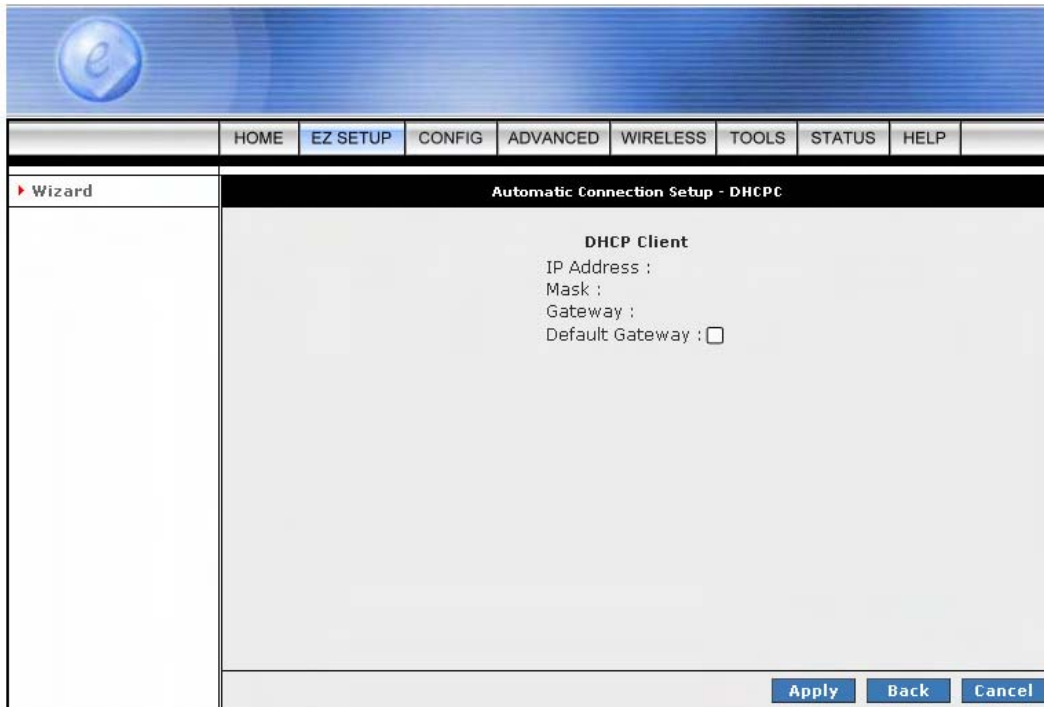 e
HOME EZ SETUP CONFIG ADVANCED WIRELESS TOOLS STATUS HELP
Wizard
Automatic Connection Setup - DHCPC
DHCP Client
IP Address :
Mask :
Gateway :
Default Gateway :
Apply Back Cancel